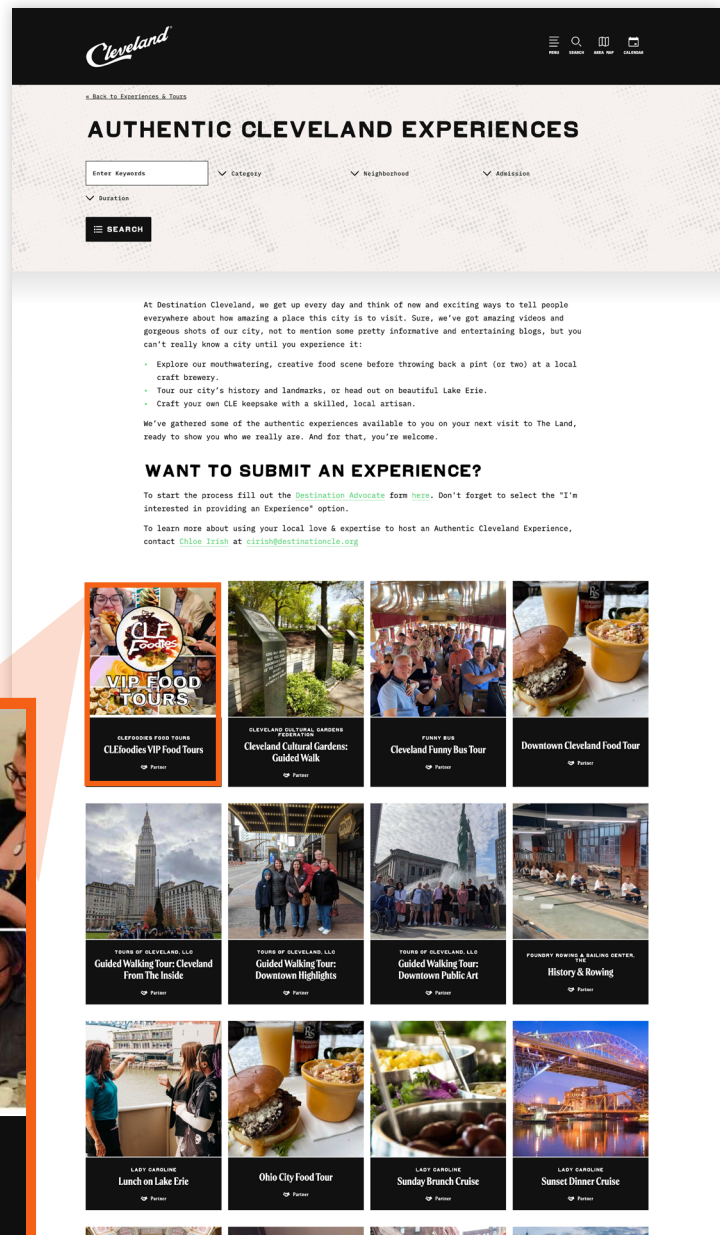 Cleveland
MENU SEARCH AREA MAP CALENDAR
« Back to Experiences & Tours
AUTHENTIC CLEVELAND EXPERIENCES
Enter Keywords
Category
Neighborhood
Admission
Duration
SEARCH
At Destination Cleveland, we get up every day and think of new and exciting ways to tell people
everywhere about how amazing a place this city is to visit. Sure, we've got amazing videos and
gorgeous shots of our city, not to mention some pretty informative and entertaining blogs, but you
can't really know a city until you experience it:
• Explore our mouthwatering, creative food scene before throwing back a pint (or two) at a local
craft brewery.
• Tour our city's history and landmarks, or head out on beautiful Lake Erie.
• Craft your own CLE keepsake with a skilled, local artisan.
We've gathered some of the authentic experiences available to you on your next visit to The Land,
ready to show you who we really are. And for that, you're welcome.
WANT TO SUBMIT AN EXPERIENCE?
To start the process fill out the Destination Advocate form here. Don't forget to select the "I'm
interested in providing an Experience" option.
To learn more about using your local love & expertise to host an Authentic Cleveland Experience,
contact Chloe Irish at cirish@destinationcle.org
CLE
Foodies
VIP FOOD
TOURS
CLEFOODIES FOOD TOURS
CLEfoodies VIP Food Tours
Partner
CLEVELAND CULTURAL GARDENS
FEDERATION
Cleveland Cultural Gardens:
Guided Walk
Partner
FUNNY BUS
Cleveland Funny Bus Tour
Partner
Downtown Cleveland Food Tour
Partner
TOURS OF CLEVELAND, LLC
Guided Walking Tour: Cleveland
From The Inside
Partner
TOURS OF CLEVELAND, LLC
Guided Walking Tour:
Downtown Highlights
Partner
TOURS OF CLEVELAND, LLC
Guided Walking Tour:
Downtown Public Art
Partner
FOUNDRY ROWING & SAILING CENTER,
THE
History & Rowing
Partner
LADY CAROLINE
Lunch on Lake Erie
Partner
Ohio City Food Tour
Partner
LADY CAROLINE
Sunday Brunch Cruise
Partner
LADY CAROLINE
Sunset Dinner Cruise
Partner